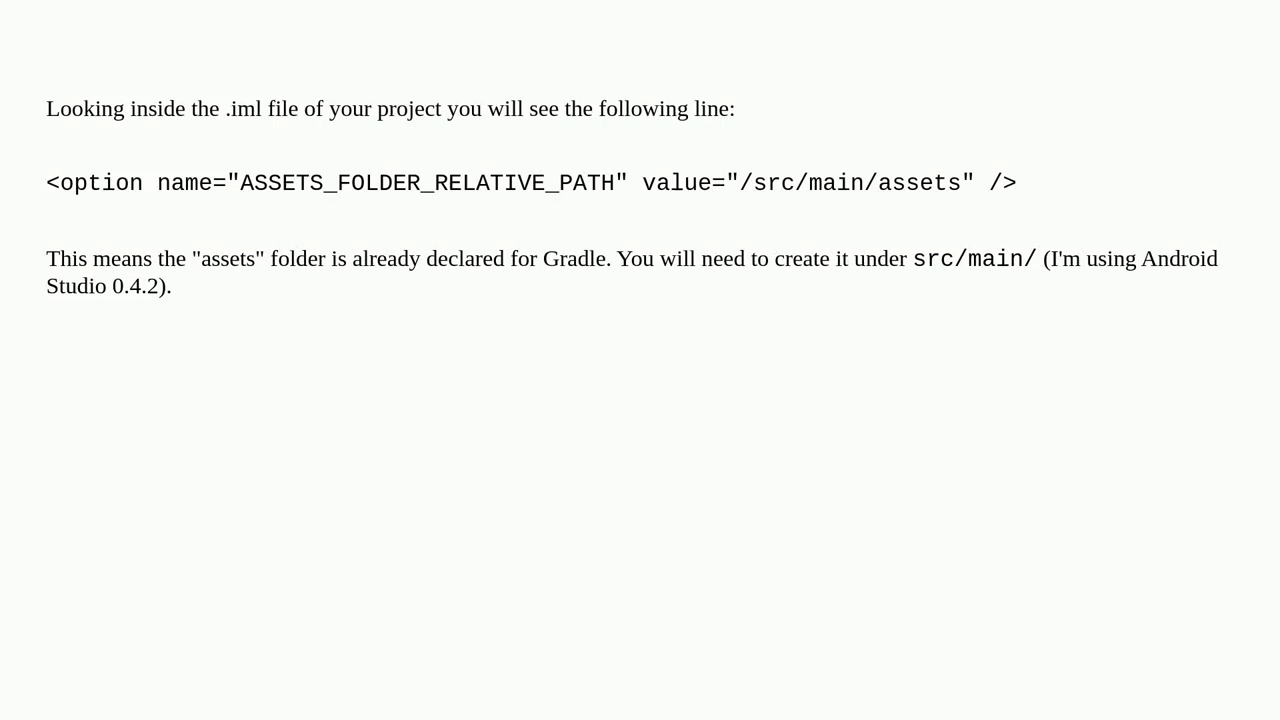 Looking inside the .iml file of your project you will see the following line:
<option name="ASSETS_FOLDER_RELATIVE_PATH" value="/src/main/assets" />
This means the "assets" folder is already declared for Gradle. You will need to create it under src/main/ (I'm using Android
Studio 0.4.2).